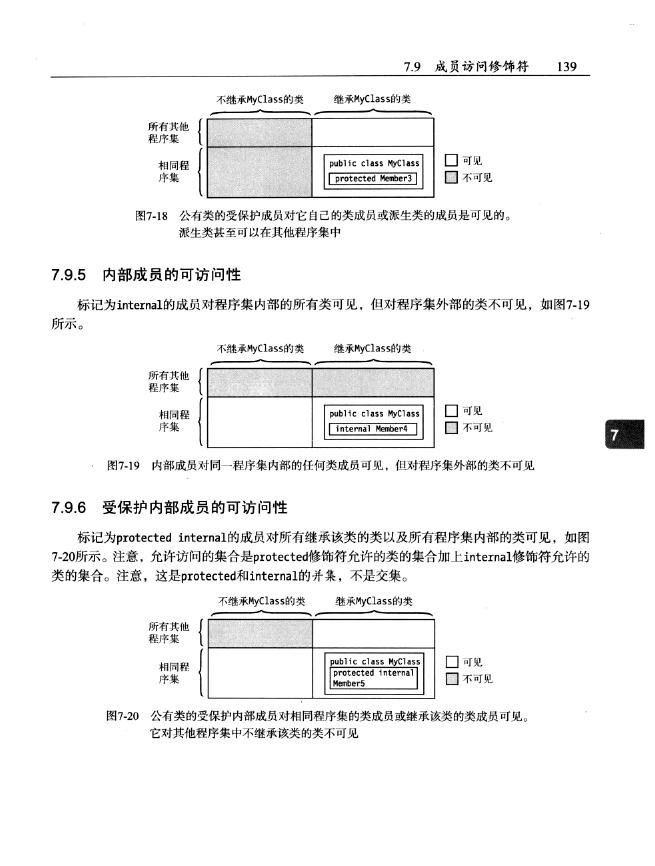 7.9 成员访问修饰符 139
不继承MyClass的类 继承MyClass的类
所有其他
程序集
相同程
序集
public class MyClass
protected Member3
可见
不可见
图7-18 公有类的受保护成员对它自己的类成员或派生类的成员是可见的。
派生类甚至可以在其他程序集中
7.9.5 内部成员的可访问性
标记为internal的成员对程序集内部的所有类可见，但对程序集外部的类不可见，如图7-19
所示。
不继承MyClass的类 继承MyClass的类
所有其他
程序集
相同程
序集
public class MyClass
internal Member4
可见
不可见
7
图7-19 内部成员对同一程序集内部的任何类成员可见，但对程序集外部的类不可见
7.9.6 受保护内部成员的可访问性
标记为protected internal的成员对所有继承该类的类以及所有程序集内部的类可见，如图
7-20所示。注意，允许访问的集合是protected修饰符允许的类的集合加上internal修饰符允许的
类的集合。注意，这是protected和internal的并集，不是交集。
不继承MyClass的类 继承MyClass的类
所有其他
程序集
相同程
序集
public class MyClass
protected internal
Member5
可见
不可见
图7-20 公有类的受保护内部成员对相同程序集的类成员或继承该类的类成员可见。
它对其他程序集中不继承该类的类不可见